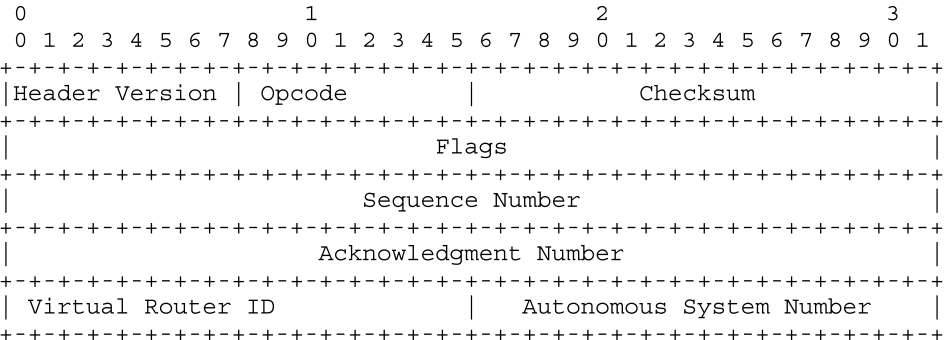 0                   1                   2                   3
 0 1 2 3 4 5 6 7 8 9 0 1 2 3 4 5 6 7 8 9 0 1 2 3 4 5 6 7 8 9 0 1
+-+-+-+-+-+-+-+-+-+-+-+-+-+-+-+-+-+-+-+-+-+-+-+-+-+-+-+-+-+-+-+-+
|Header Version | Opcode        |           Checksum            |
+-+-+-+-+-+-+-+-+-+-+-+-+-+-+-+-+-+-+-+-+-+-+-+-+-+-+-+-+-+-+-+-+
|                             Flags                             |
+-+-+-+-+-+-+-+-+-+-+-+-+-+-+-+-+-+-+-+-+-+-+-+-+-+-+-+-+-+-+-+-+
|                        Sequence Number                        |
+-+-+-+-+-+-+-+-+-+-+-+-+-+-+-+-+-+-+-+-+-+-+-+-+-+-+-+-+-+-+-+-+
|                     Acknowledgment Number                     |
+-+-+-+-+-+-+-+-+-+-+-+-+-+-+-+-+-+-+-+-+-+-+-+-+-+-+-+-+-+-+-+-+
| Virtual Router ID             |   Autonomous System Number    |
+-+-+-+-+-+-+-+-+-+-+-+-+-+-+-+-+-+-+-+-+-+-+-+-+-+-+-+-+-+-+-+-+